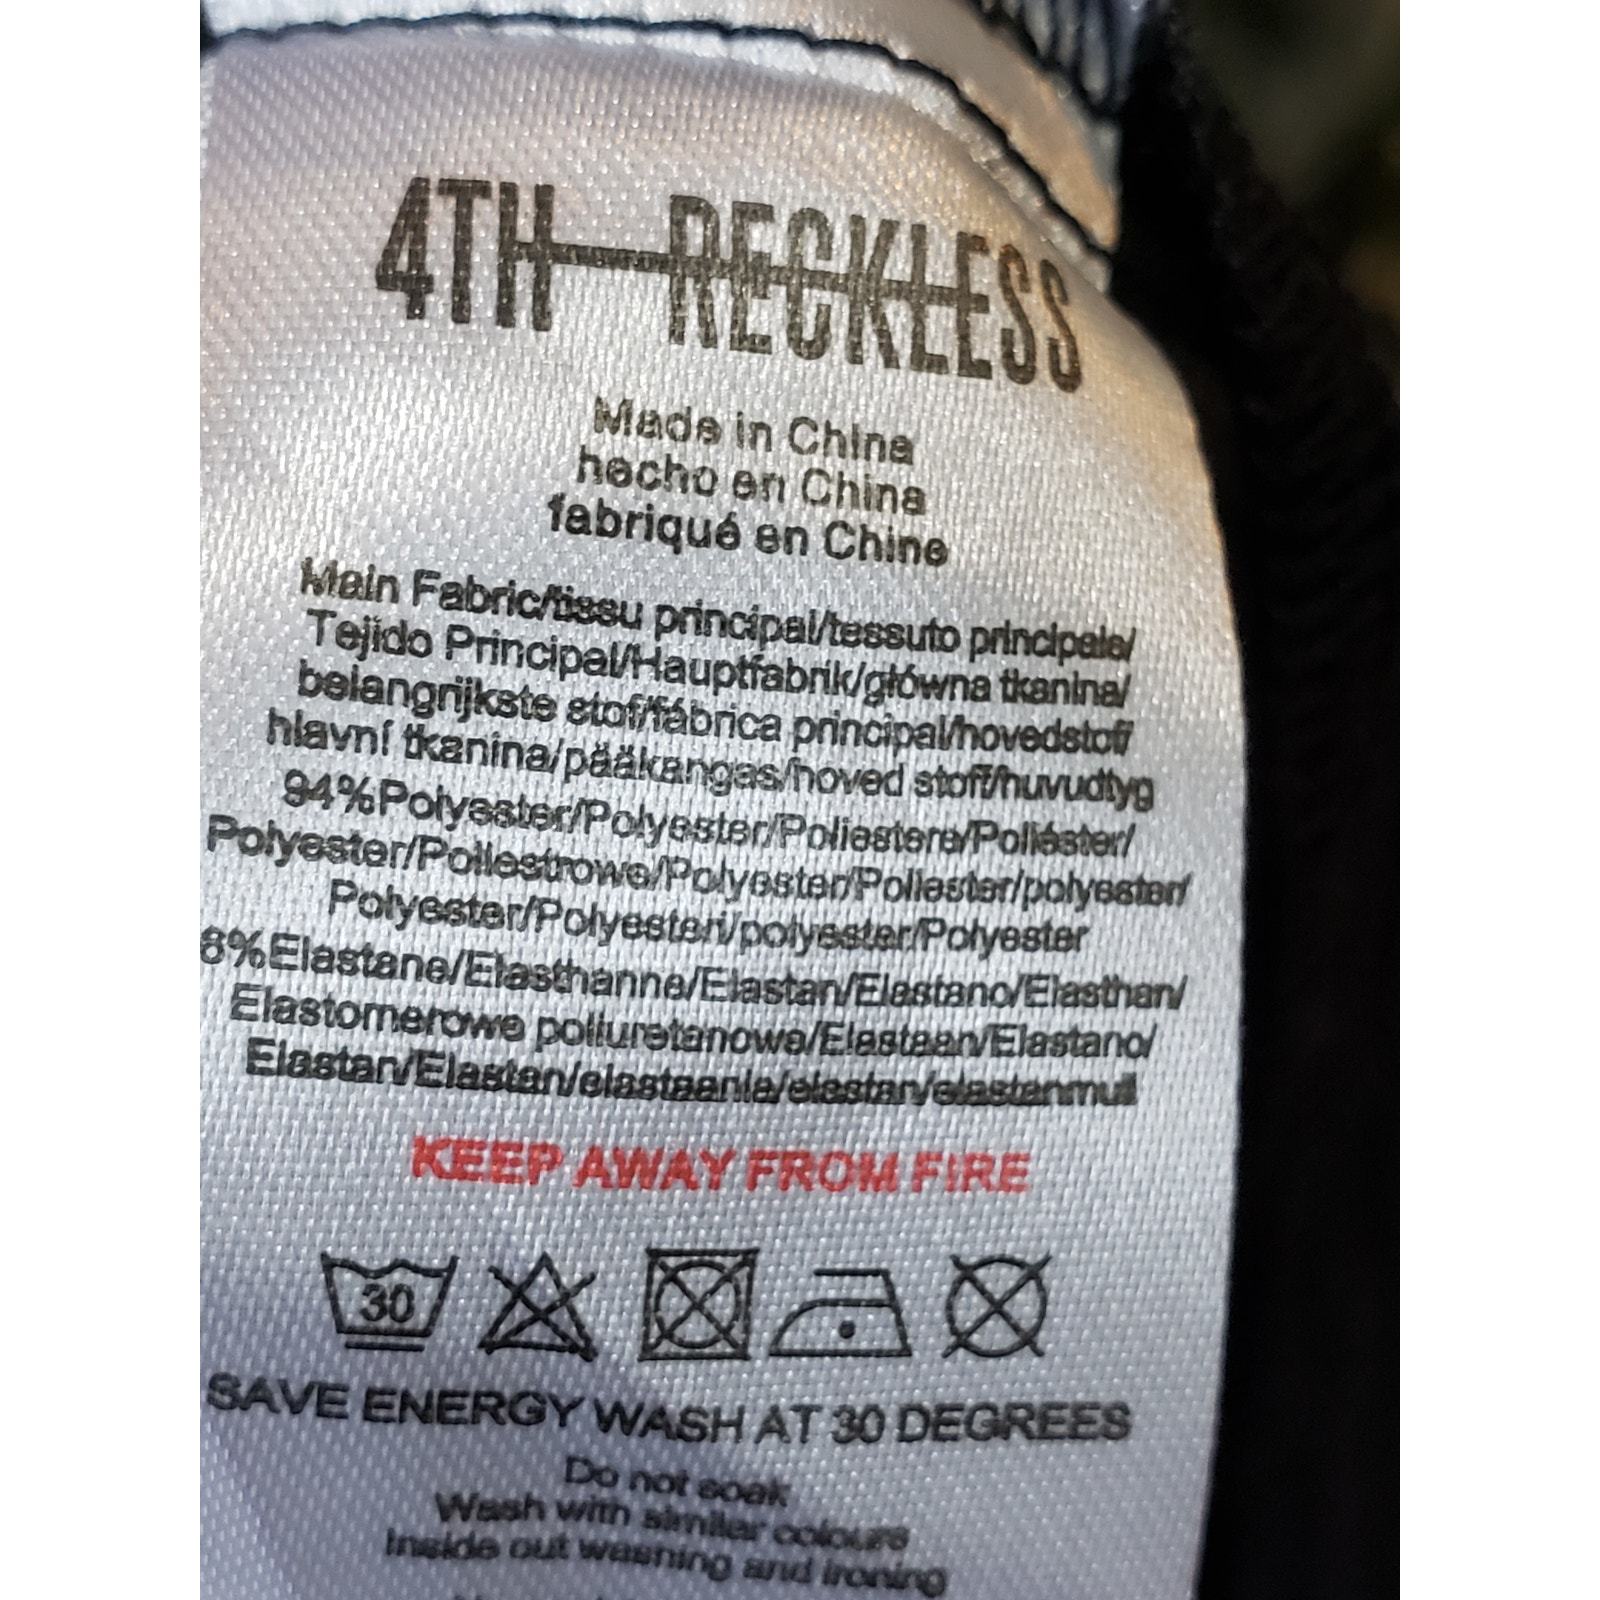 4TH RECKLESS
Made in China
hecho en China
fabriqué en Chine
Main Fabric/tissu principal/tessuto principale/
Tejido Principal/Hauptfabrik/główna tkanina/
belangrijkste stof/fábrica principal/hovedstof/
hlavní tkanina/pääkangas/hoved stoff/huvudtyg
94%Polyester/Polyester/Poliestere/Poliéster/
Polyester/Poliestrowe/Polyester/Poliester/polyester/
Polyester/Polyesteri/polyester/Polyester
6%Elastane/Elasthanne/Elastan/Elastano/Elasthan/
Elastomerowe poliuretanowe/Elastean/Elastano/
Elastan/Elastan/elastaania/elastan/elastanmull
KEEP AWAY FROM FIRE
30
SAVE ENERGY WASH AT 30 DEGREES
Do not soak
Wash with similar colours
Inside out washing and ironing